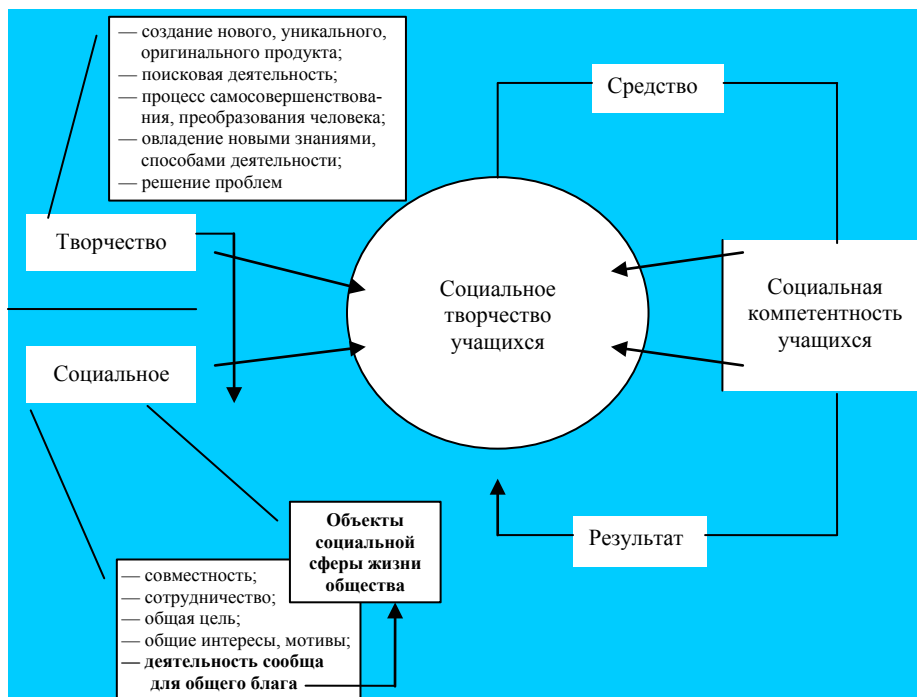 — создание нового, уникального,
оригинального продукта;
— поисковая деятельность;
— процесс самосовершенствова-
ния, преобразования человека;
— овладение новыми знаниями,
способами деятельности;
— решение проблем
Средство
Творчество
Социальное
творчество
учащихся
Социальная
компетентность
учащихся
Социальное
Объекты
социальной
сферы жизни
общества
Результат
— совместность;
— сотрудничество;
— общая цель;
— общие интересы, мотивы;
— деятельность сообща
для общего блага